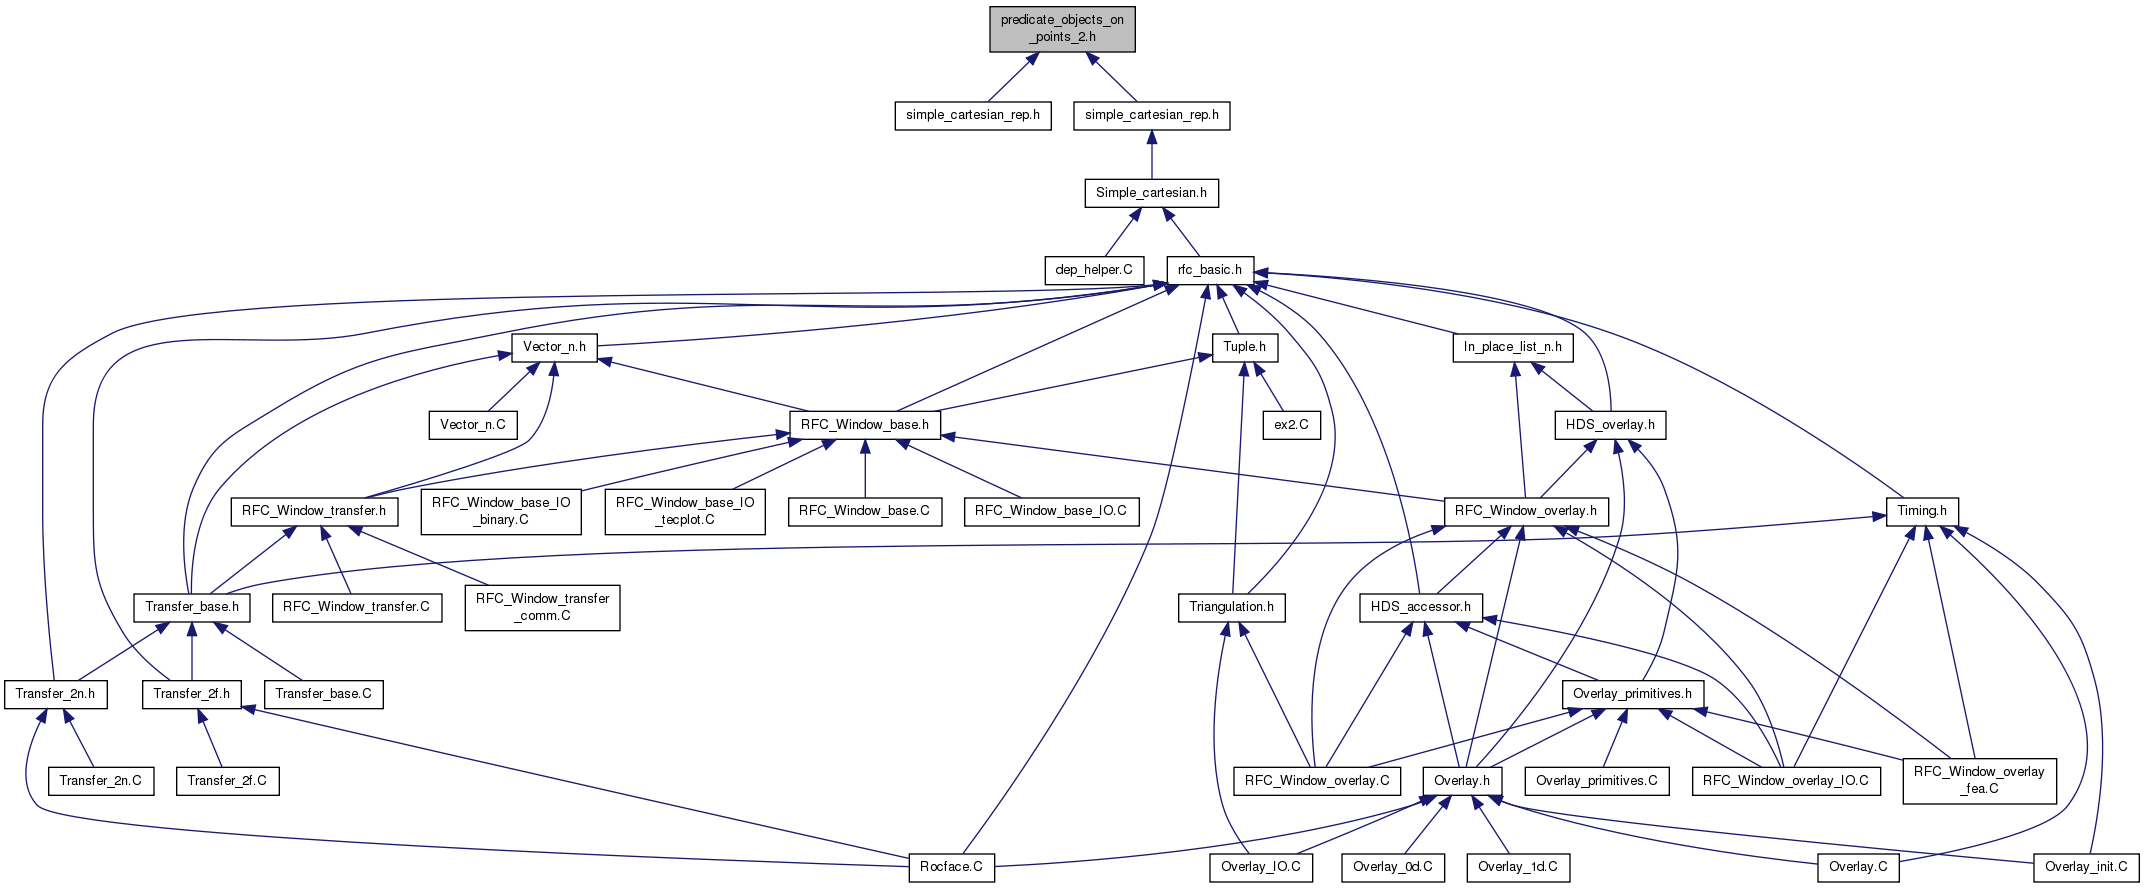 predicate_objects_on
_points_2.h
simple_cartesian_rep.h
simple_cartesian_rep.h
Simple_cartesian.h
dep_helper.C
rfc_basic.h
Vector_n.h
Tuple.h
In_place_list_n.h
Vector_n.C
RFC_Window_base.h
ex2.C
HDS_overlay.h
RFC_Window_transfer.h
RFC_Window_base_IO
_binary.C
RFC_Window_base_IO
_tecplot.C
RFC_Window_base.C
RFC_Window_base_IO.C
RFC_Window_overlay.h
Timing.h
Transfer_base.h
RFC_Window_transfer.C
RFC_Window_transfer
_comm.C
Triangulation.h
HDS_accessor.h
Transfer_2n.h
Transfer_2f.h
Transfer_base.C
Overlay_primitives.h
Transfer_2n.C
Transfer_2f.C
RFC_Window_overlay.C
Overlay.h
Overlay_primitives.C
RFC_Window_overlay_IO.C
RFC_Window_overlay
_fea.C
Rocface.C
Overlay_IO.C
Overlay_0d.C
Overlay_1d.C
Overlay.C
Overlay_init.C